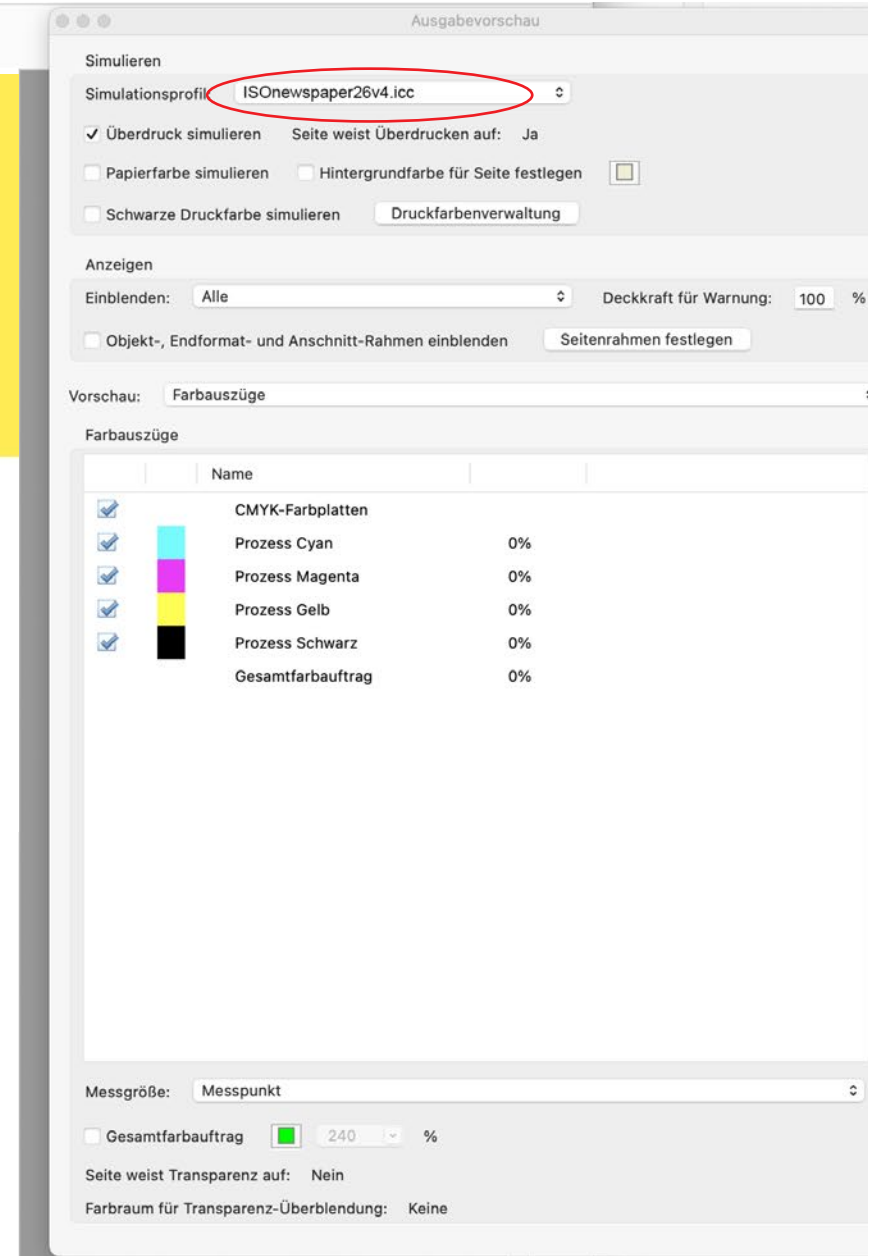 Ausgabevorschau
Simulieren
Simulationsprofil ISOnewspaper26v4.icc
Überdruck simulieren Seite weist Überdrucken auf: Ja
Papierfarbe simulieren Hintergrundfarbe für Seite festlegen
Schwarze Druckfarbe simulieren Druckfarbenverwaltung
Anzeigen
Einblenden: Alle Deckkraft für Warnung: 100 %
Objekt-, Endformat- und Anschnitt-Rahmen einblenden Seitenrahmen festlegen
Vorschau: Farbauszüge
Farbauszüge
Name
CMYK-Farbplatten
Prozess Cyan 0%
Prozess Magenta 0%
Prozess Gelb 0%
Prozess Schwarz 0%
Gesamtfarbauftrag 0%
Messgröße: Messpunkt
Gesamtfarbauftrag 240 %
Seite weist Transparenz auf: Nein
Farbraum für Transparenz-Überblendung: Keine